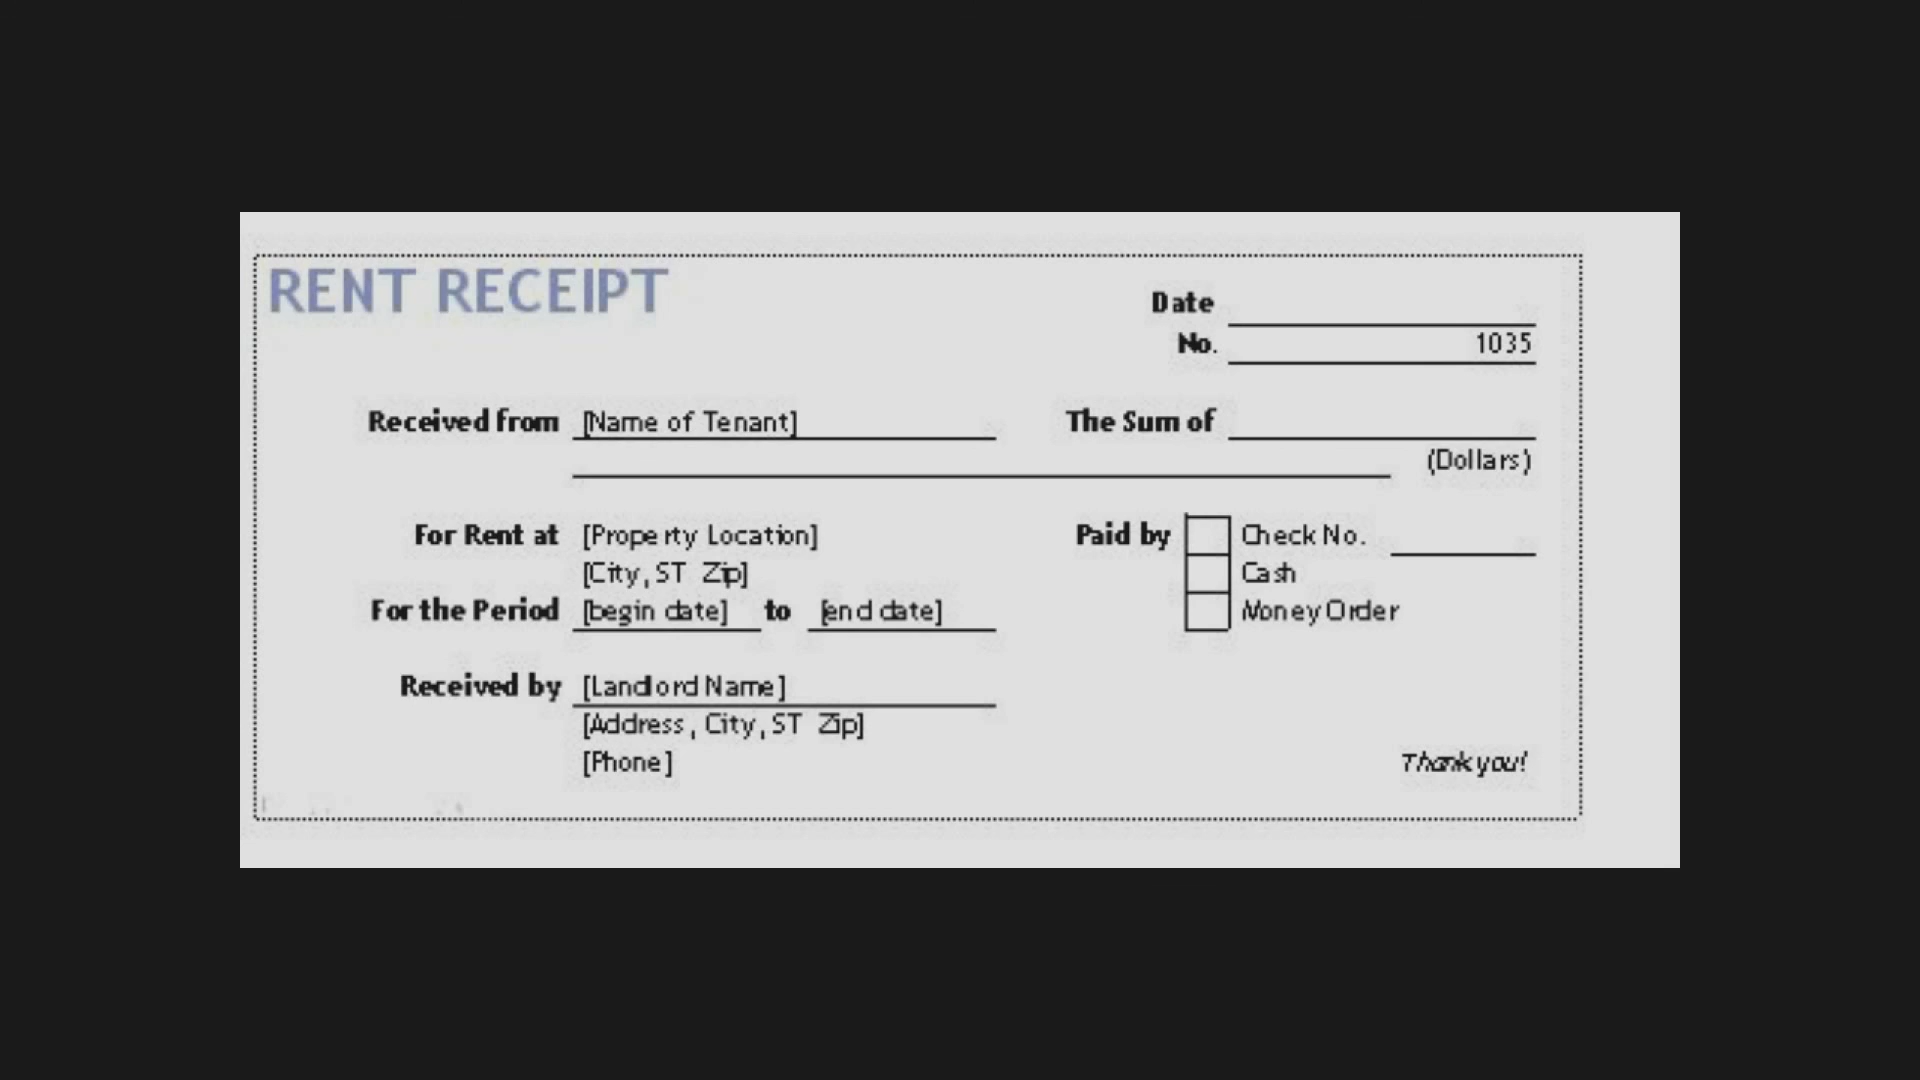 RENT RECEIPT
Date
No. 1035
Received from [Name of Tenant] The Sum of
(Dollars)
For Rent at [Property Location] Paid by Check No.
[City, ST Zip] Cash
For the Period [begin date] to [end date] Money Order
Received by [Landlord Name]
[Address, City, ST Zip]
[Phone] Thank you!